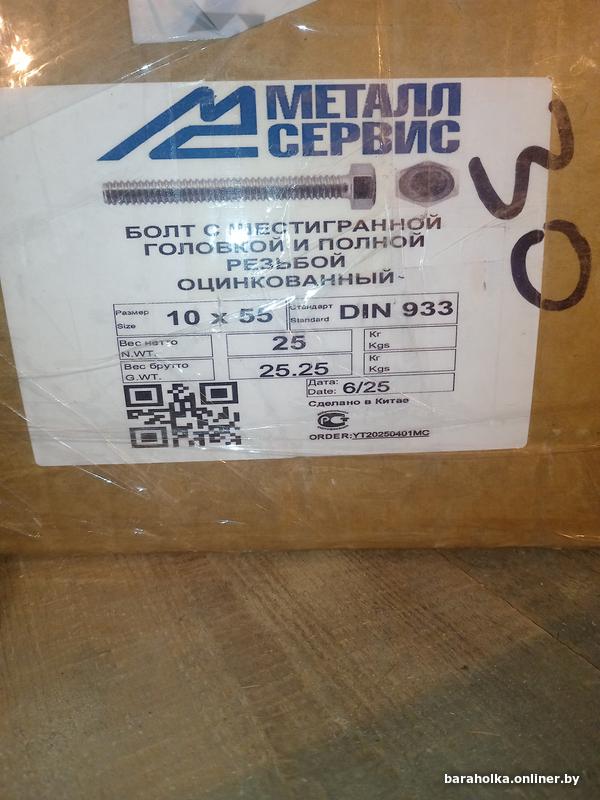 МЕТАЛЛ
СЕРВИС
БОЛТ С ШЕСТИГРАННОЙ
ГОЛОВКОЙ И ПОЛНОЙ
РЕЗЬБОЙ
ОЦИНКОВАННЫЙ
Размер
Size
10 x 55
Стандарт
Standard
DIN 933
Вес нетто
N.WT.
25
Кг
Kgs
Вес брутто
G.WT.
25.25
Кг
Kgs
Дата:
Date: 6/25
Сделано в Китае
РСТ
ORDER:YT20250401MC
baraholka.onliner.by